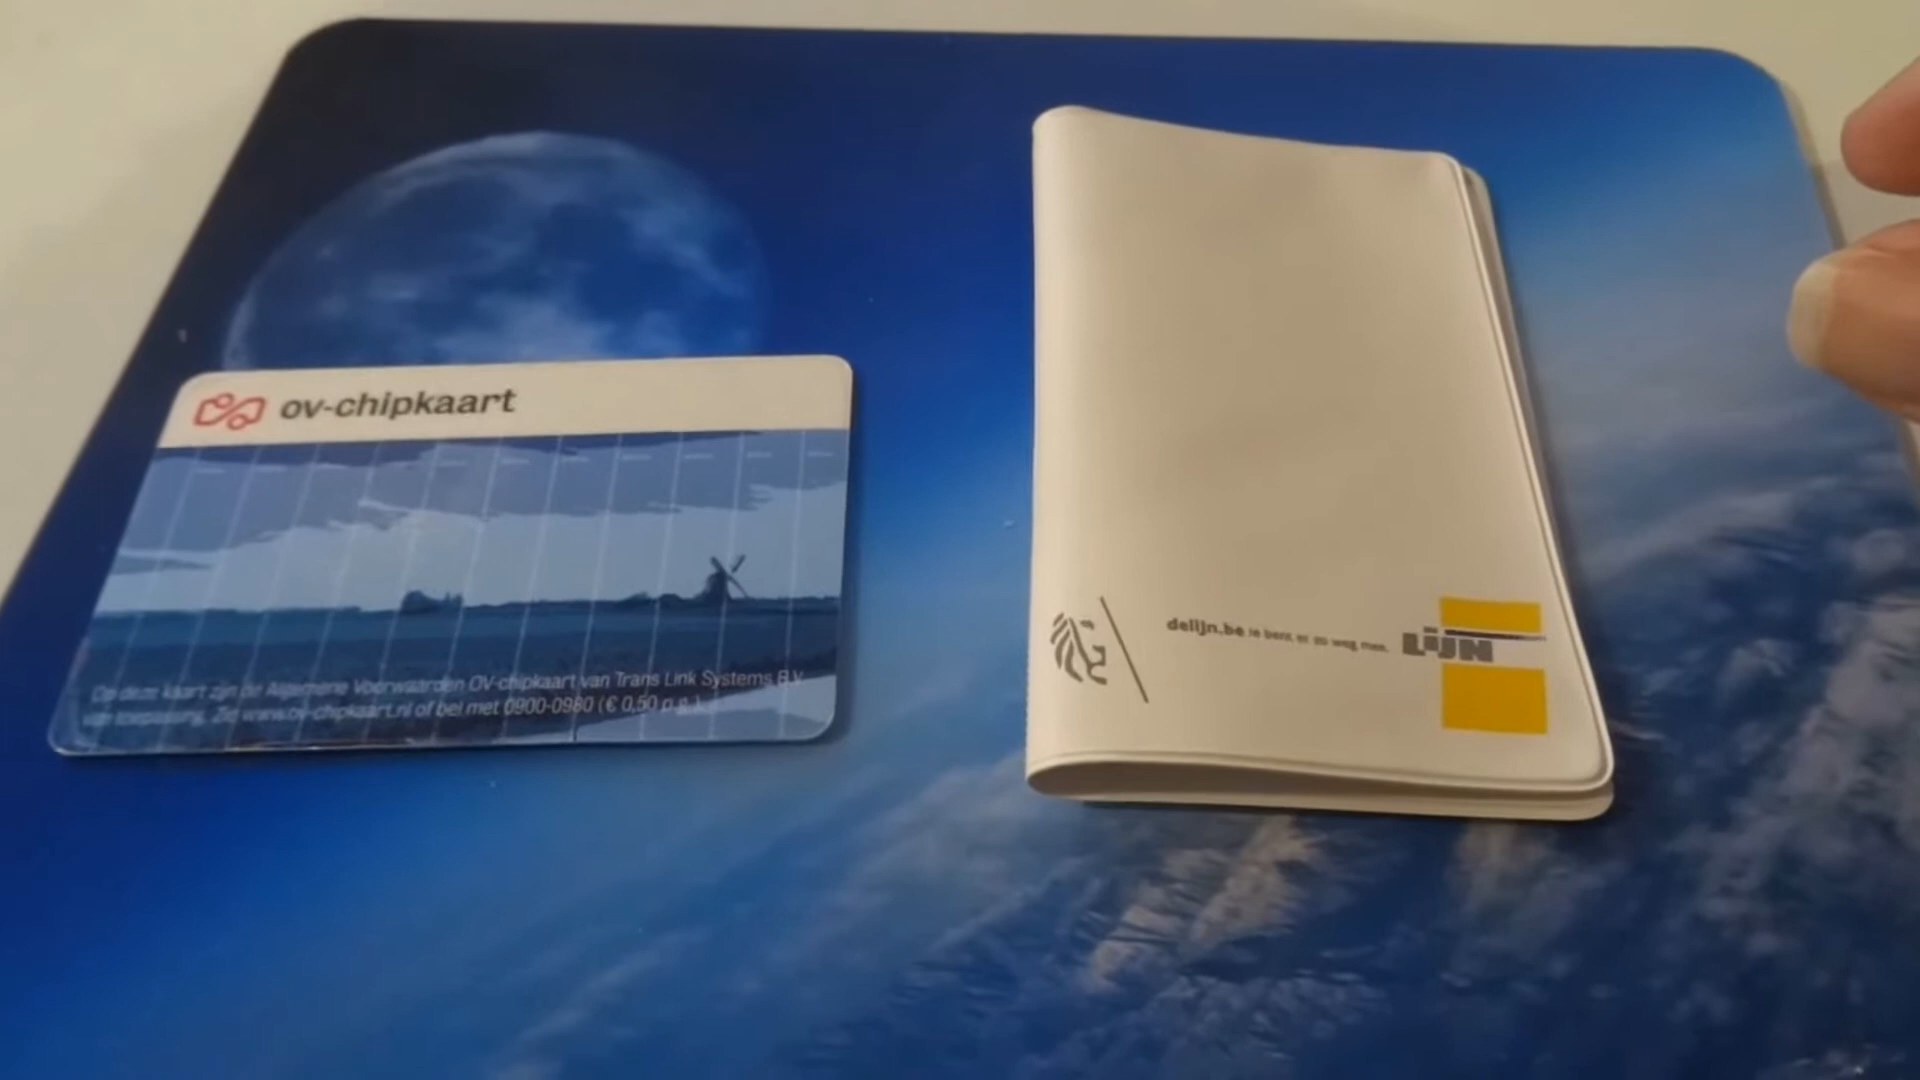 ov-chipkaart
Op deze kaart zijn de Algemene Voorwaarden OV-chipkaart van Trans Link Systems B.V.
van toepassing. Zie www.ov-chipkaart.nl of bel met 0900-0980 (€ 0,50 p.g.).
delijn.be Je bent er zo weg mee.
LIJN